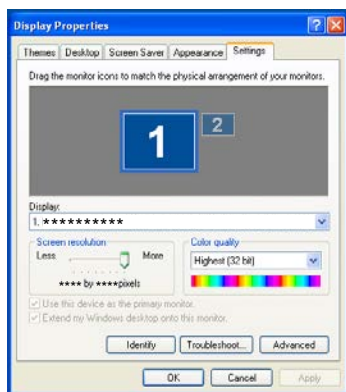 Display Properties
Themes Desktop Screen Saver Appearance Settings
Drag the monitor icons to match the physical arrangement of your monitors.
1 2
Display:
1. **********
Screen resolution Color quality
Less More Highest (32 bit)
**** by ****pixels
Use this device as the primary monitor.
Extend my Windows desktop onto this monitor.
Identify Troubleshoot... Advanced
OK Cancel Apply